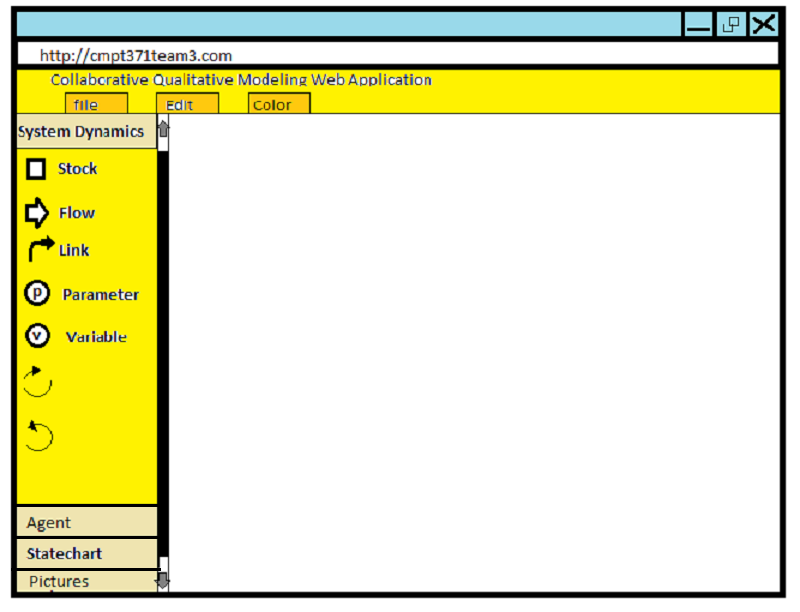 http://cmpt371team3.com
Collaborative Qualitative Modeling Web Application
file Edit Color
System Dynamics
Stock
Flow
Link
p Parameter
v Variable
Agent
Statechart
Pictures